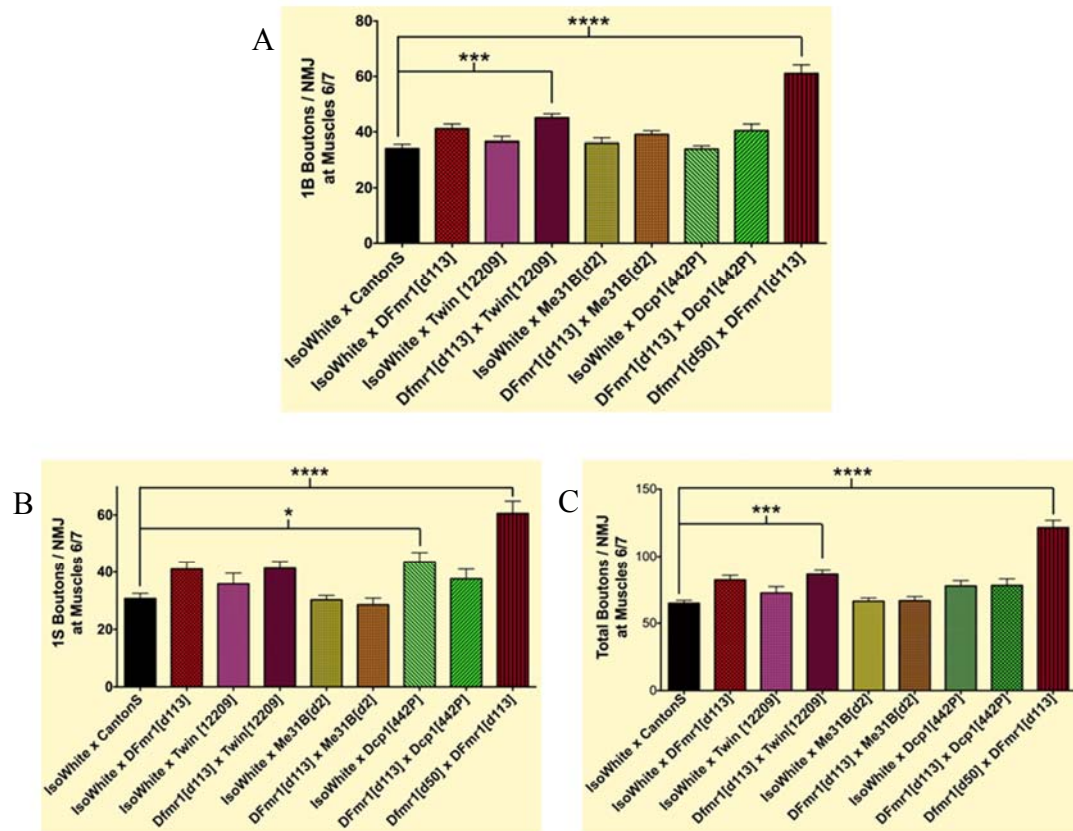 A
1B Boutons / NMJ
at Muscles 6/7
80
60
40
20
0
***
****
IsoWhite x CantonS
IsoWhite x DFmr1[d113]
IsoWhite x Twin [12209]
Dfmr1[d113] x Twin[12209]
IsoWhite x Me31B[d2]
DFmr1[d113] x Me31B[d2]
IsoWhite x Dcp1[442P]
DFmr1[d113] x Dcp1[442P]
Dfmr1[d50] x DFmr1[d113]
B
1S Boutons / NMJ
at Muscles 6/7
60
40
20
0
****
*
IsoWhite x CantonS
IsoWhite x DFmr1[d113]
IsoWhite x Twin [12209]
Dfmr1[d113] x Twin[12209]
IsoWhite x Me31B[d2]
DFmr1[d113] x Me31B[d2]
IsoWhite x Dcp1[442P]
DFmr1[d113] x Dcp1[442P]
Dfmr1[d50] x DFmr1[d113]
C
Total Boutons / NMJ
at Muscles 6/7
150
100
50
0
****
***
IsoWhite x CantonS
IsoWhite x DFmr1[d113]
IsoWhite x Twin [12209]
Dfmr1[d113] x Twin[12209]
IsoWhite x Me31B[d2]
DFmr1[d113] x Me31B[d2]
IsoWhite x Dcp1[442P]
DFmr1[d113] x Dcp1[442P]
Dfmr1[d50] x DFmr1[d113]